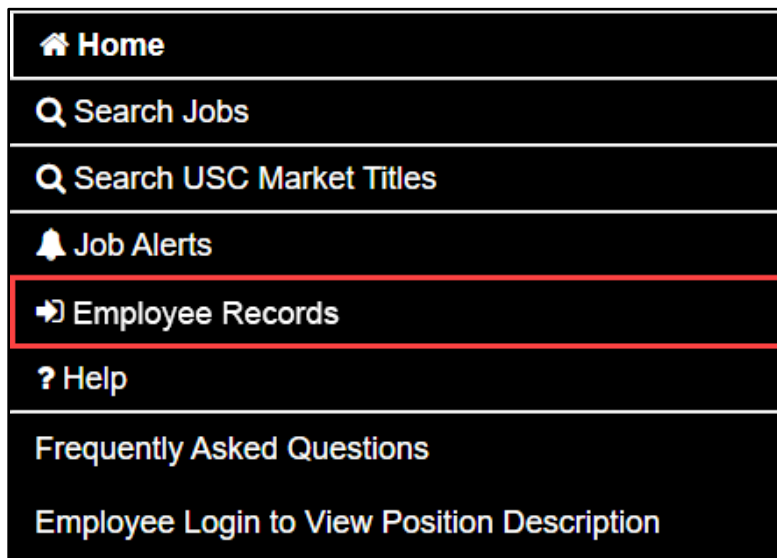 Home
Search Jobs
Search USC Market Titles
Job Alerts
Employee Records
? Help
Frequently Asked Questions
Employee Login to View Position Description